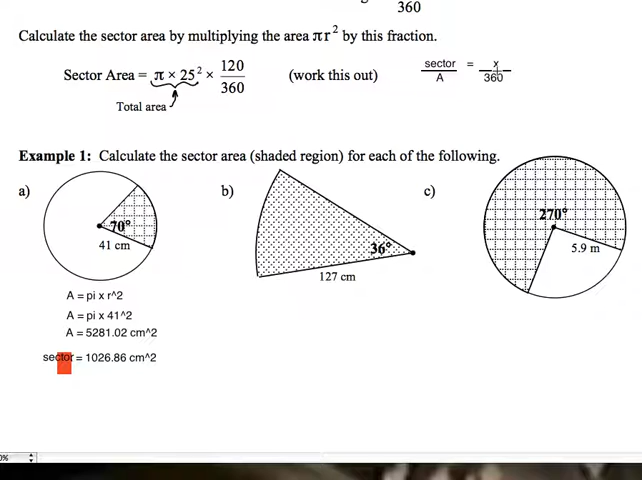 360
Calculate the sector area by multiplying the area πr² by this fraction.
Sector Area = π × 25² × 120/360 (work this out)
sector/A = x/360
Total area
Example 1: Calculate the sector area (shaded region) for each of the following.
a) b) c)
70°
41 cm
36°
127 cm
270°
5.9 m
A = pi x r^2
A = pi x 41^2
A = 5281.02 cm^2
sector = 1026.86 cm^2